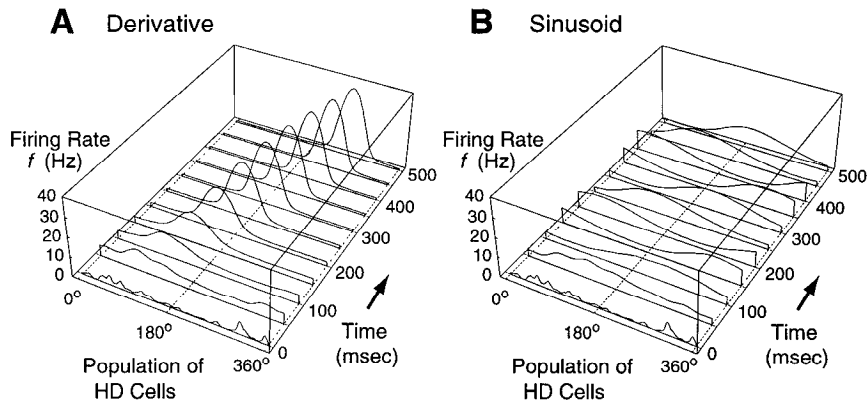 A Derivative
Firing Rate
f (Hz)
40
30
20
10
0
0°
180°
360°
Population of
HD Cells
0
100
200
300
400
500
Time
(msec)
B Sinusoid
Firing Rate
f (Hz)
40
30
20
10
0
0°
180°
360°
Population of
HD Cells
0
100
200
300
400
500
Time
(msec)